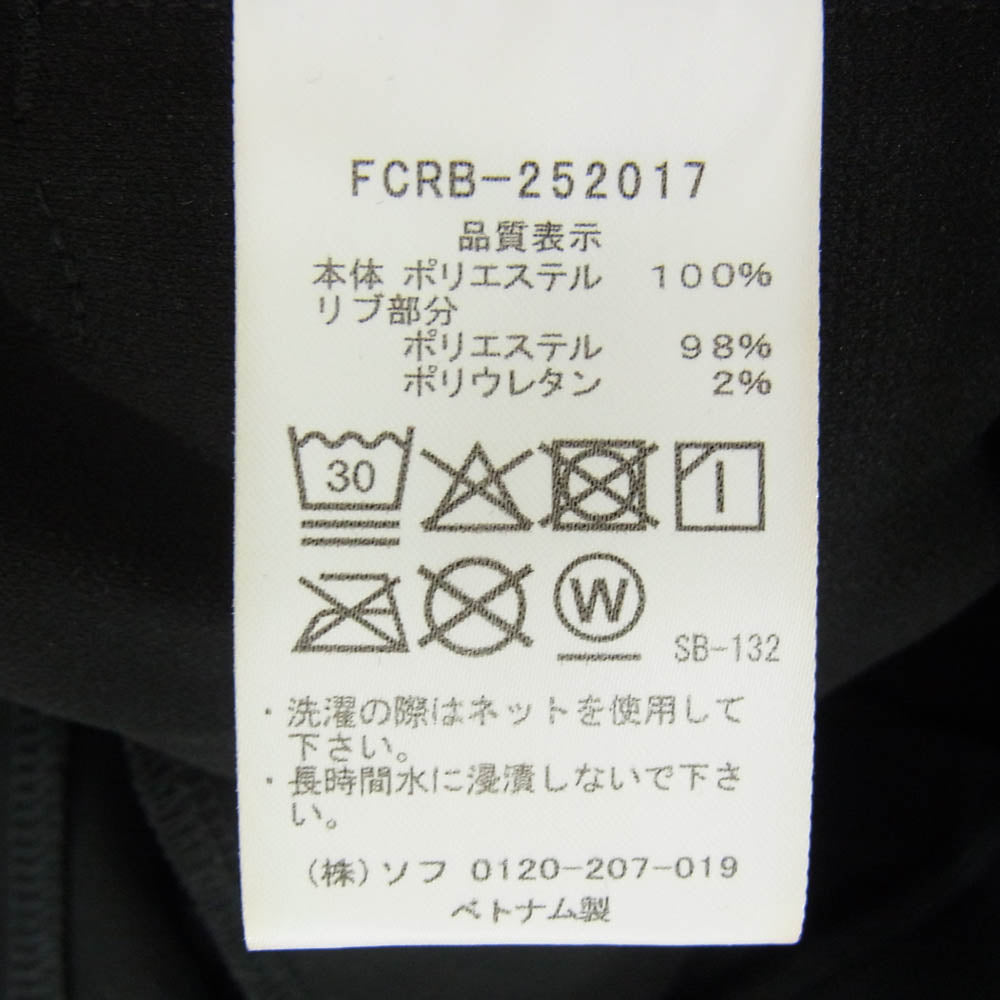 FCRB-252017
品質表示
本体 ポリエステル 100%
リブ部分
ポリエステル 98%
ポリウレタン 2%
30
W
SB-132
・洗濯の際はネットを使用して
下さい。
・長時間水に浸漬しないで下さ
い。
(株)ソフ 0120-207-019
ベトナム製